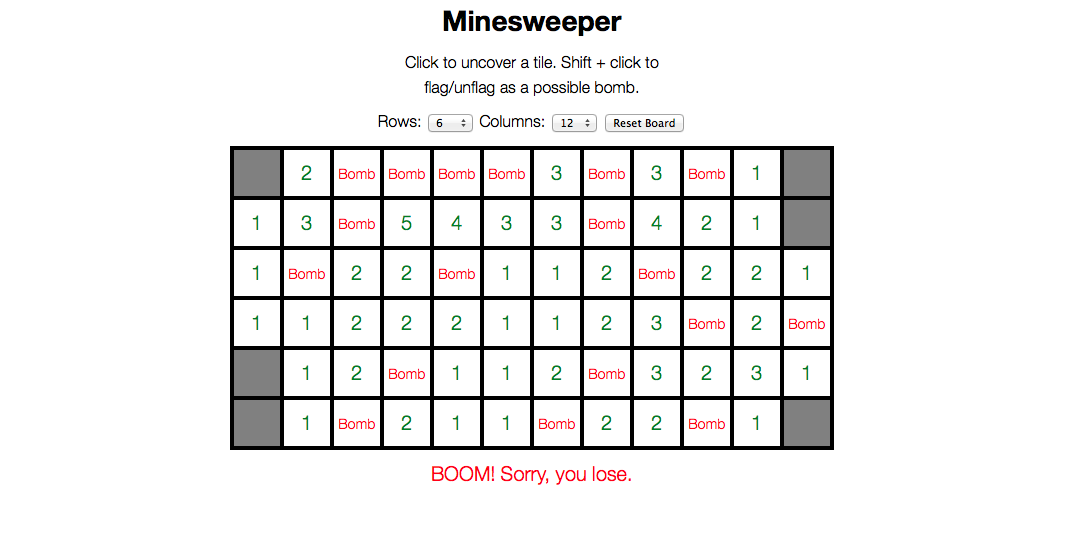 Minesweeper
Click to uncover a tile. Shift + click to
flag/unflag as a possible bomb.
Rows: 6 Columns: 12 Reset Board
2 Bomb Bomb Bomb Bomb 3 Bomb 3 Bomb 1
1 3 Bomb 5 4 3 3 Bomb 4 2 1
1 Bomb 2 2 Bomb 1 1 2 Bomb 2 2 1
1 1 2 2 2 1 1 2 3 Bomb 2 Bomb
1 2 Bomb 1 1 2 Bomb 3 2 3 1
1 Bomb 2 1 1 Bomb 2 2 Bomb 1
BOOM! Sorry, you lose.